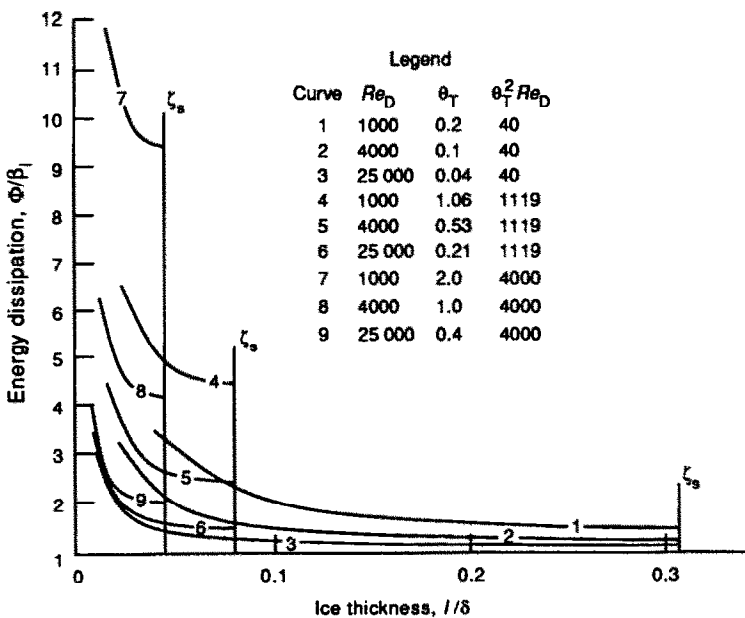 Legend
Curve Re_D θ_T θ_T^2 Re_D
1 1000 0.2 40
2 4000 0.1 40
3 25 000 0.04 40
4 1000 1.06 1119
5 4000 0.53 1119
6 25 000 0.21 1119
7 1000 2.0 4000
8 4000 1.0 4000
9 25 000 0.4 4000
Energy dissipation, Φ/β_l
12
11
10
9
8
7
6
5
4
3
2
1
7
ζ_s
8
4
ζ_s
5
9
6
3
2
1
ζ_s
0
0.1
0.2
0.3
Ice thickness, l/δ